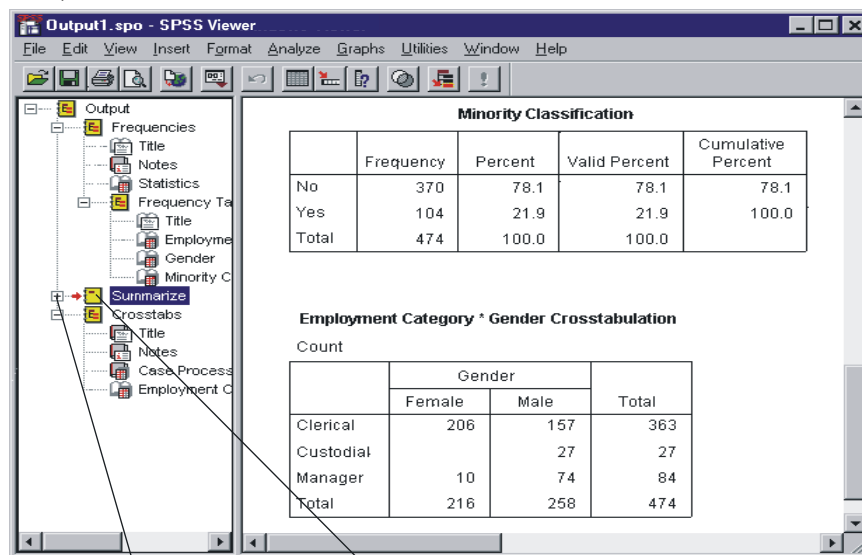 Output1.spo - SPSS Viewer
File Edit View Insert Format Analyze Graphs Utilities Window Help
Output
Frequencies
Title
Notes
Statistics
Frequency Ta
Title
Employme
Gender
Minority C
Summarize
Crosstabs
Title
Notes
Case Process
Employment C
Minority Classification
Frequency Percent Valid Percent Cumulative Percent
No 370 78.1 78.1 78.1
Yes 104 21.9 21.9 100.0
Total 474 100.0 100.0
Employment Category * Gender Crosstabulation
Count
Gender
Female Male Total
Clerical 206 157 363
Custodial 27 27
Manager 10 74 84
Total 216 258 474